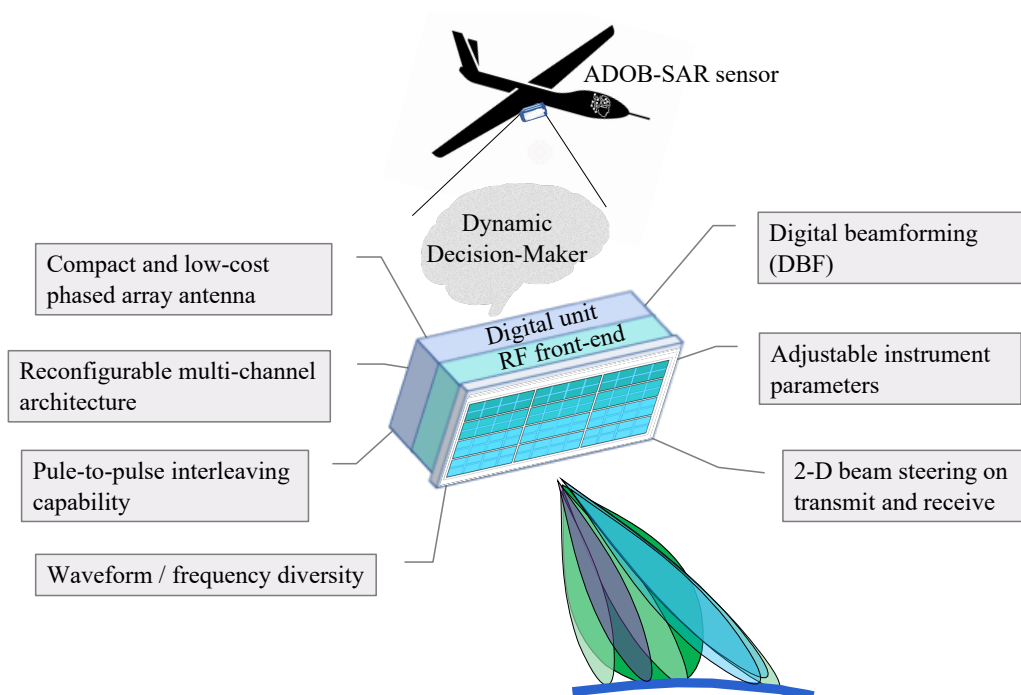 ADOB-SAR sensor
Dynamic
Decision-Maker
Digital unit
RF front-end
Compact and low-cost
phased array antenna
Reconfigurable multi-channel
architecture
Pule-to-pulse interleaving
capability
Waveform / frequency diversity
Digital beamforming
(DBF)
Adjustable instrument
parameters
2-D beam steering on
transmit and receive